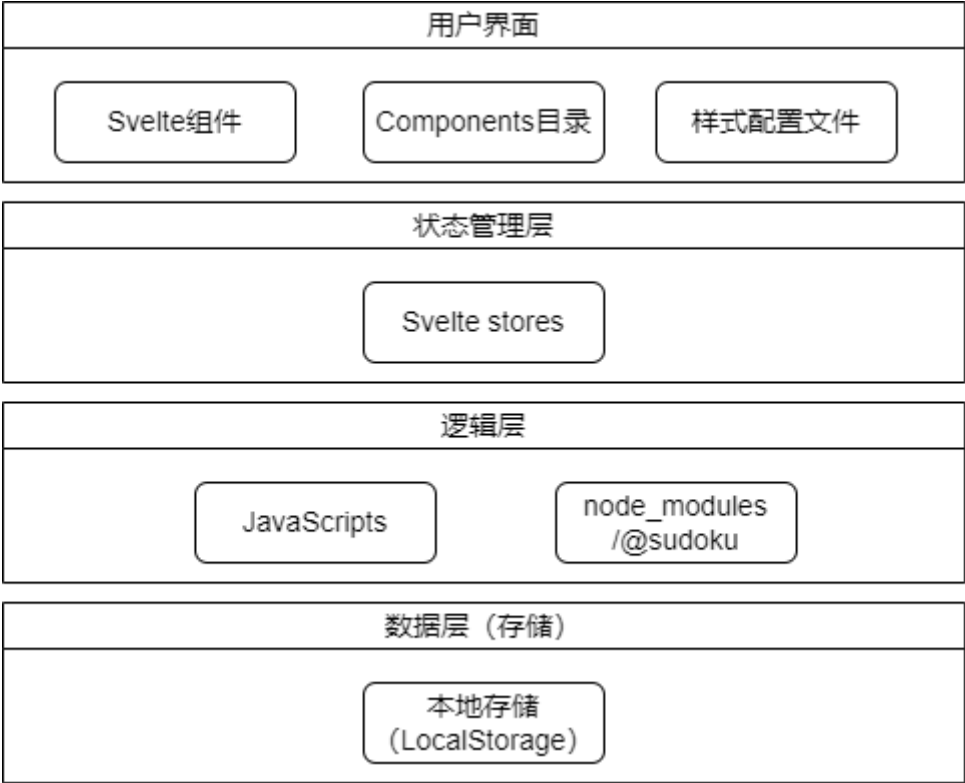 用户界面
Svelte组件
Components目录
样式配置文件
状态管理层
Svelte stores
逻辑层
JavaScripts
node_modules
/@sudoku
数据层（存储）
本地存储
（LocalStorage）